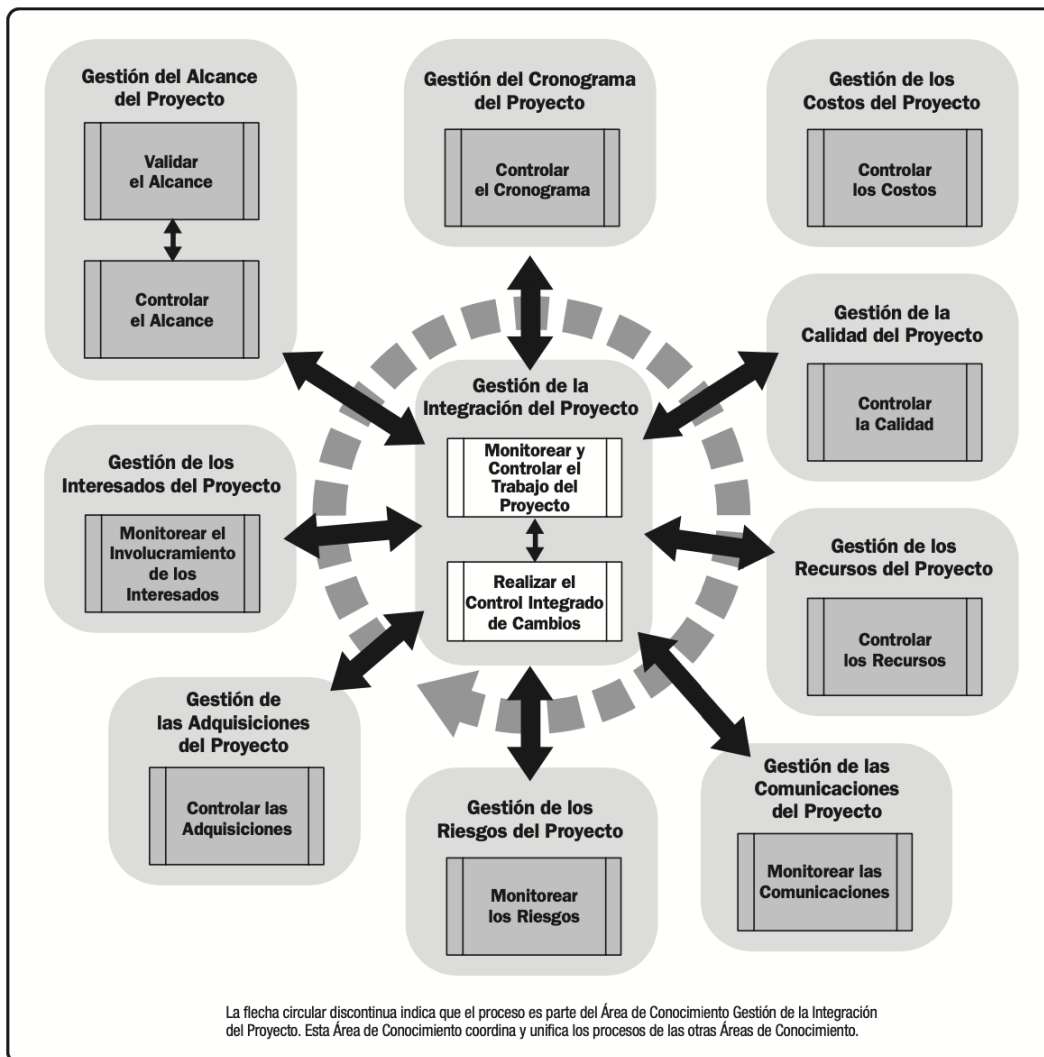 Gestión del Alcance
del Proyecto
Validar
el Alcance
Controlar
el Alcance
Gestión del Cronograma
del Proyecto
Controlar
el Cronograma
Gestión de los
Costos del Proyecto
Controlar
los Costos
Gestión de la
Calidad del Proyecto
Controlar
la Calidad
Gestión de la
Integración del Proyecto
Monitorear y
Controlar el
Trabajo del
Proyecto
Realizar el
Control Integrado
de Cambios
Gestión de los
Interesados del Proyecto
Monitorear el
Involucramiento
de los
Interesados
Gestión de los
Recursos del Proyecto
Controlar
los Recursos
Gestión de
las Adquisiciones
del Proyecto
Controlar las
Adquisiciones
Gestión de los
Riesgos del Proyecto
Monitorear
los Riesgos
Gestión de las
Comunicaciones
del Proyecto
Monitorear las
Comunicaciones
La flecha circular discontinua indica que el proceso es parte del Área de Conocimiento Gestión de la Integración
del Proyecto. Esta Área de Conocimiento coordina y unifica los procesos de las otras Áreas de Conocimiento.